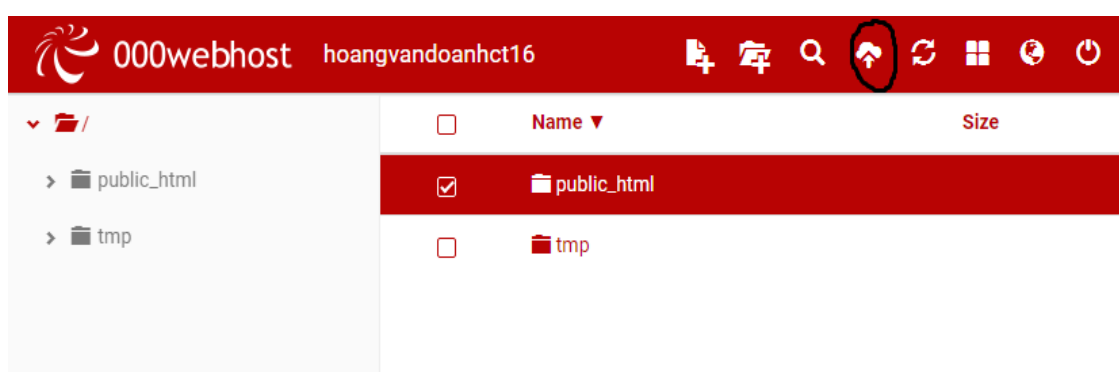 000webhost hoangvandoanhct16
/ Name ▼ Size
public_html public_html
tmp tmp